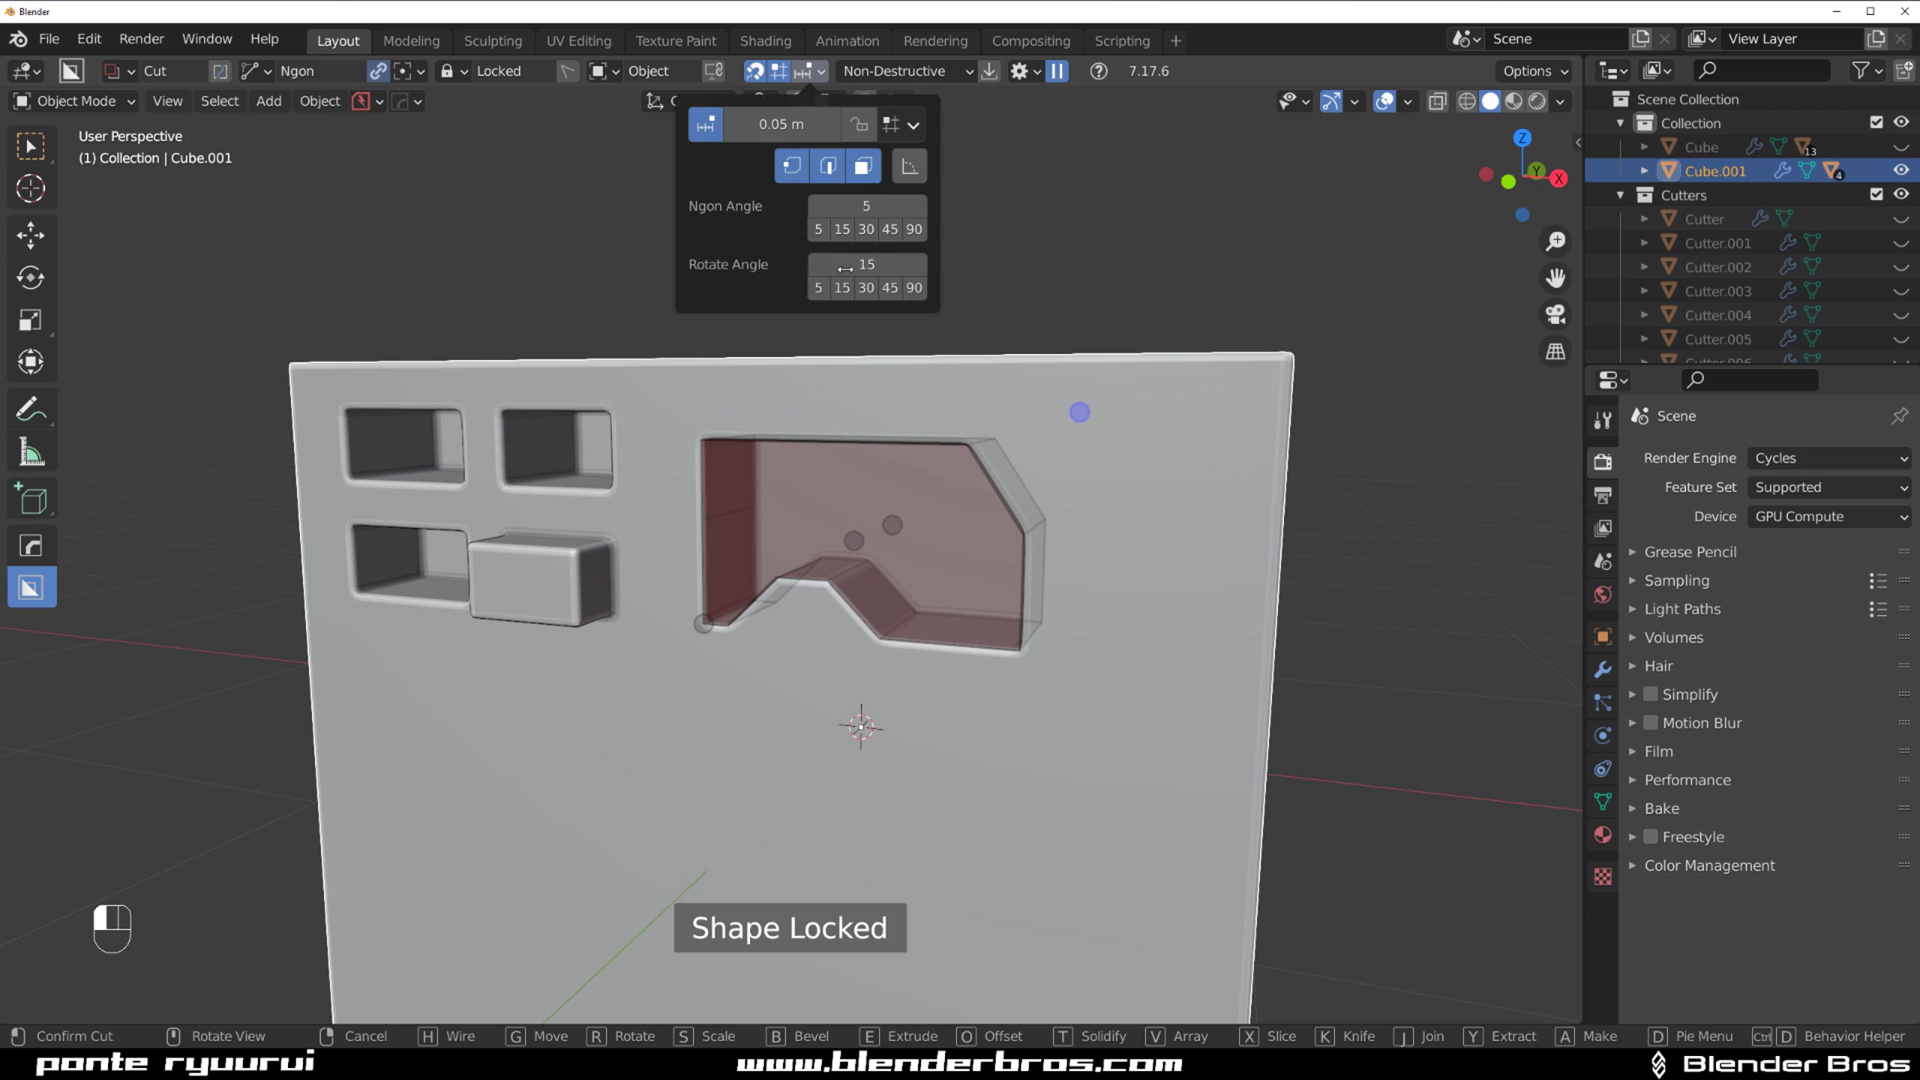 Blender
File Edit Render Window Help Layout Modeling Sculpting UV Editing Texture Paint Shading Animation Rendering Compositing Scripting + Scene View Layer
Cut Ngon Locked Object Non-Destructive 7.17.6 Options
Object Mode View Select Add Object
User Perspective
(1) Collection | Cube.001
0.05 m
Ngon Angle 5
5 15 30 45 90
Rotate Angle 15
5 15 30 45 90
Z
Y
X
Scene Collection
Collection
Cube 13
Cube.001 4
Cutters
Cutter
Cutter.001
Cutter.002
Cutter.003
Cutter.004
Cutter.005
Cutter.006
Scene
Render Engine Cycles
Feature Set Supported
Device GPU Compute
Grease Pencil
Sampling
Light Paths
Volumes
Hair
Simplify
Motion Blur
Film
Performance
Bake
Freestyle
Color Management
Shape Locked
Confirm Cut Rotate View Cancel H Wire G Move R Rotate S Scale B Bevel E Extrude O Offset T Solidify V Array X Slice K Knife J Join Y Extract A Make D Pie Menu Ctrl D Behavior Helper
ponte ryuurui www.blenderbros.com Blender Bros